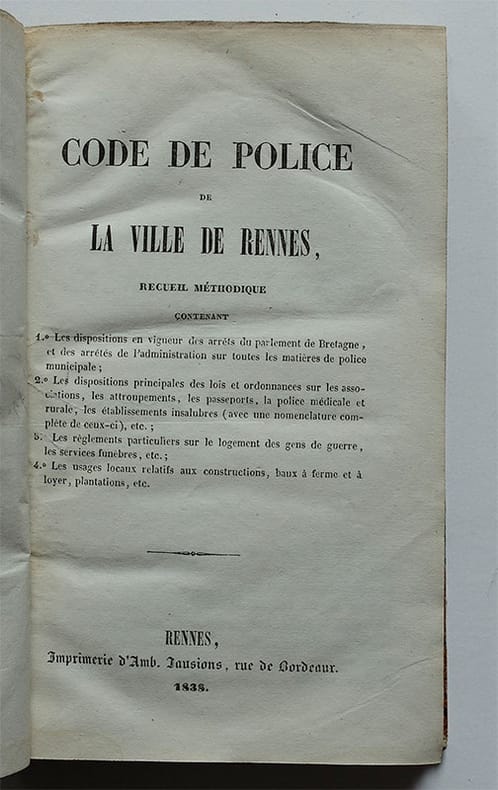 CODE DE POLICE
DE
LA VILLE DE RENNES,
RECUEIL MÉTHODIQUE
CONTENANT
1.º Les dispositions en vigueur des arrêts du parlement de Bretagne,
et des arrêtés de l'administration sur toutes les matières de police
municipale;
2.º Les dispositions principales des lois et ordonnances sur les asso-
ciations, les attroupements, les passeports, la police médicale et
rurale, les établissements insalubres (avec une nomenclature com-
plète de ceux-ci), etc.;
3. Les règlements particuliers sur le logement des gens de guerre,
les services funèbres, etc.;
4.º Les usages locaux relatifs aux constructions, baux à ferme et à
loyer, plantations, etc.
RENNES,
Imprimerie d'Amb. Jausions, rue de Bordeaux.
1838.